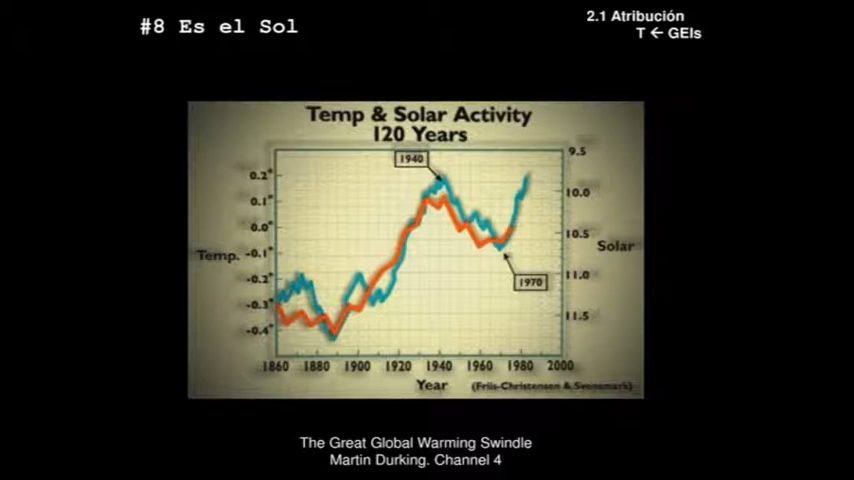 #8 Es el Sol
2.1 Atribución
T ← GEIs
Temp & Solar Activity
120 Years
1940
9.5
0.2°
10.0
0.1°
0.0°
10.5
Temp.
-0.1°
Solar
-0.2°
11.0
1970
-0.3°
11.5
-0.4°
1860 1880 1900 1920 1940 1960 1980 2000
Year
(Friis-Christensen & Svensmark)
The Great Global Warming Swindle
Martin Durking. Channel 4